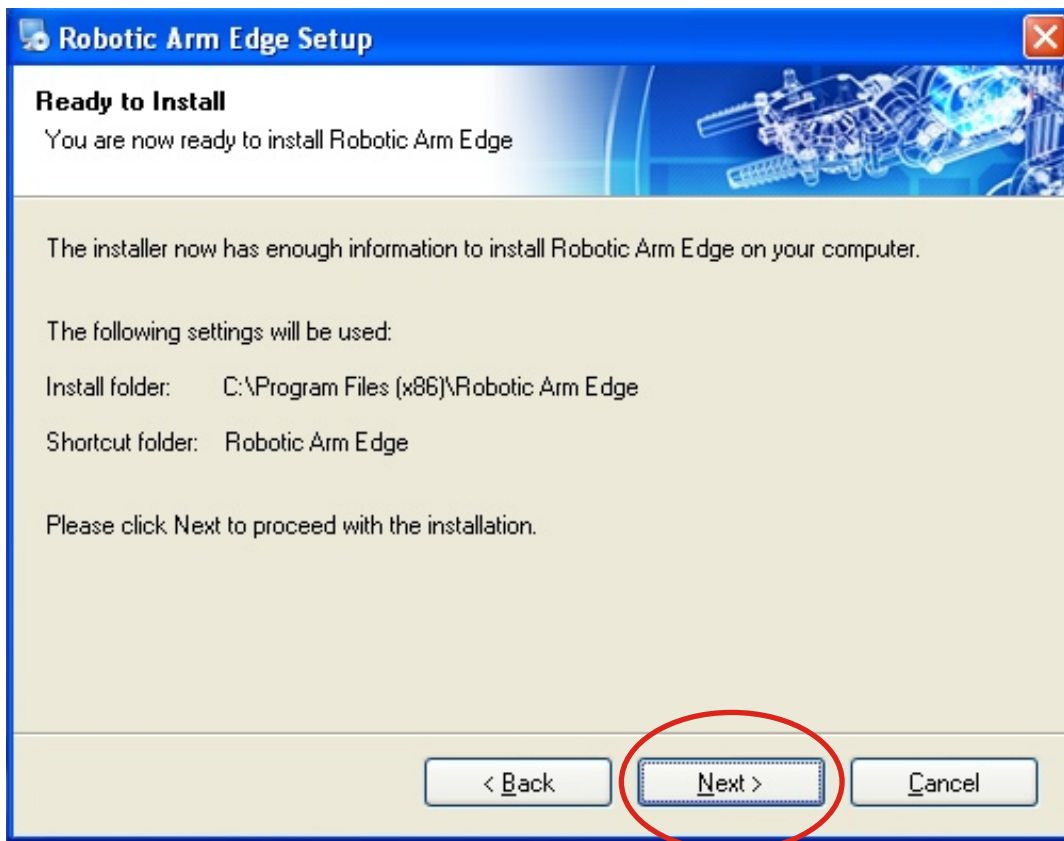 Robotic Arm Edge Setup
Ready to Install
You are now ready to install Robotic Arm Edge
The installer now has enough information to install Robotic Arm Edge on your computer.
The following settings will be used:
Install folder: C:\Program Files (x86)\Robotic Arm Edge
Shortcut folder: Robotic Arm Edge
Please click Next to proceed with the installation.
< Back Next > Cancel